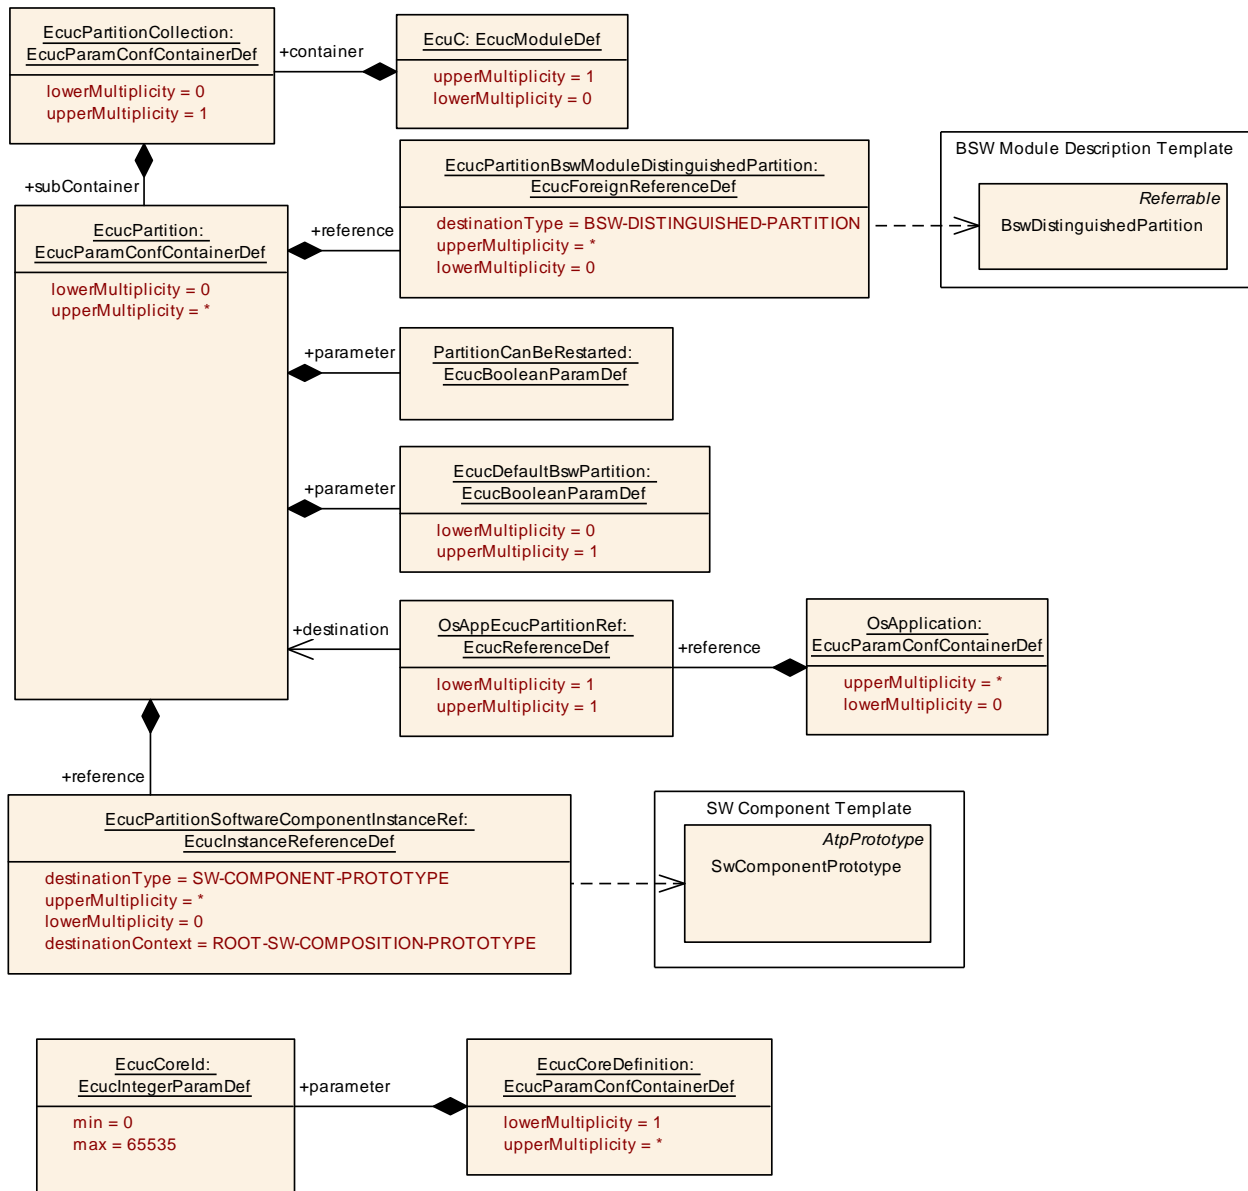 EcucPartitionCollection:
EcucParamConfContainerDef
lowerMultiplicity = 0
upperMultiplicity = 1
+container
EcuC: EcucModuleDef
upperMultiplicity = 1
lowerMultiplicity = 0
+subContainer
EcucPartition:
EcucParamConfContainerDef
lowerMultiplicity = 0
upperMultiplicity = *
+reference
EcucPartitionBswModuleDistinguishedPartition:
EcucForeignReferenceDef
destinationType = BSW-DISTINGUISHED-PARTITION
upperMultiplicity = *
lowerMultiplicity = 0
BSW Module Description Template
Referrable
BswDistinguishedPartition
+parameter
PartitionCanBeRestarted:
EcucBooleanParamDef
+parameter
EcucDefaultBswPartition:
EcucBooleanParamDef
lowerMultiplicity = 0
upperMultiplicity = 1
+destination
OsAppEcucPartitionRef:
EcucReferenceDef
lowerMultiplicity = 1
upperMultiplicity = 1
+reference
OsApplication:
EcucParamConfContainerDef
upperMultiplicity = *
lowerMultiplicity = 0
+reference
EcucPartitionSoftwareComponentInstanceRef:
EcucInstanceReferenceDef
destinationType = SW-COMPONENT-PROTOTYPE
upperMultiplicity = *
lowerMultiplicity = 0
destinationContext = ROOT-SW-COMPOSITION-PROTOTYPE
SW Component Template
AtpPrototype
SwComponentPrototype
EcucCoreId:
EcucIntegerParamDef
min = 0
max = 65535
+parameter
EcucCoreDefinition:
EcucParamConfContainerDef
lowerMultiplicity = 1
upperMultiplicity = *